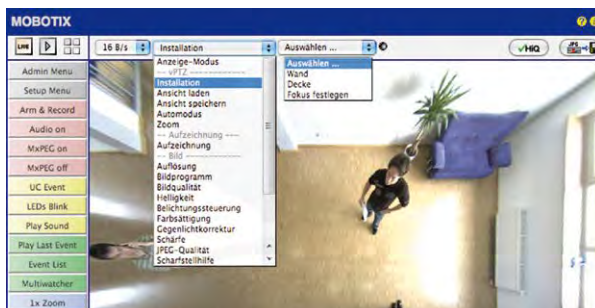 MOBOTIX
LIVE
16 B/s
Installation
Auswählen ...
HiQ
Admin Menu
Setup Menu
Arm & Record
Audio on
MxPEG on
MxPEG off
UC Event
LEDs Blink
Play Sound
Play Last Event
Event List
Multiwatcher
1x Zoom
Anzeige-Modus
--- vPTZ ---------------
Installation
Ansicht laden
Ansicht speichern
Automodus
Zoom
--- Aufzeichnung ----
Aufzeichnung
--- Bild ---------------
Auflösung
Bildprogramm
Bildqualität
Helligkeit
Belichtungssteuerung
Farbsättigung
Gegenlichtkorrektur
Schärfe
JPEG-Qualität
Scharfstellhilfe
Auswählen ...
Wand
Decke
Fokus festlegen